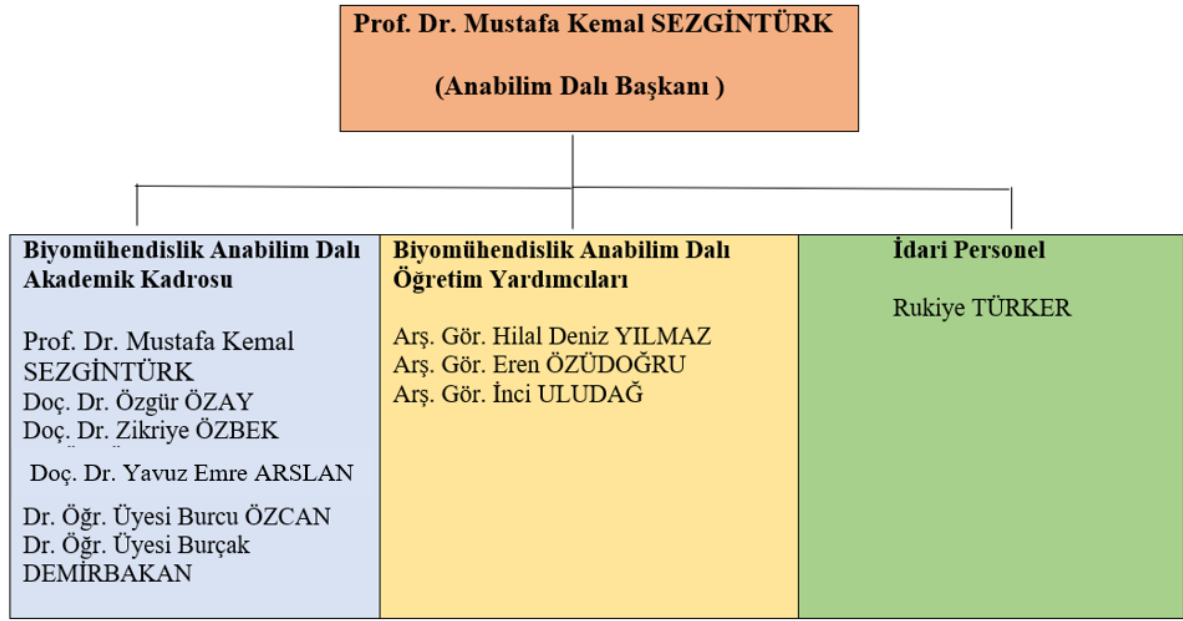 Prof. Dr. Mustafa Kemal SEZGİNTÜRK
(Anabilim Dalı Başkanı )
Biyomühendislik Anabilim Dalı
Akademik Kadrosu
Prof. Dr. Mustafa Kemal
SEZGİNTÜRK
Doç. Dr. Özgür ÖZAY
Doç. Dr. Zikriye ÖZBEK
Doç. Dr. Yavuz Emre ARSLAN
Dr. Öğr. Üyesi Burcu ÖZCAN
Dr. Öğr. Üyesi Burçak
DEMİRBAKAN
Biyomühendislik Anabilim Dalı
Öğretim Yardımcıları
Arş. Gör. Hilal Deniz YILMAZ
Arş. Gör. Eren ÖZÜDOĞRU
Arş. Gör. İnci ULUDAĞ
İdari Personel
Rukiye TÜRKER